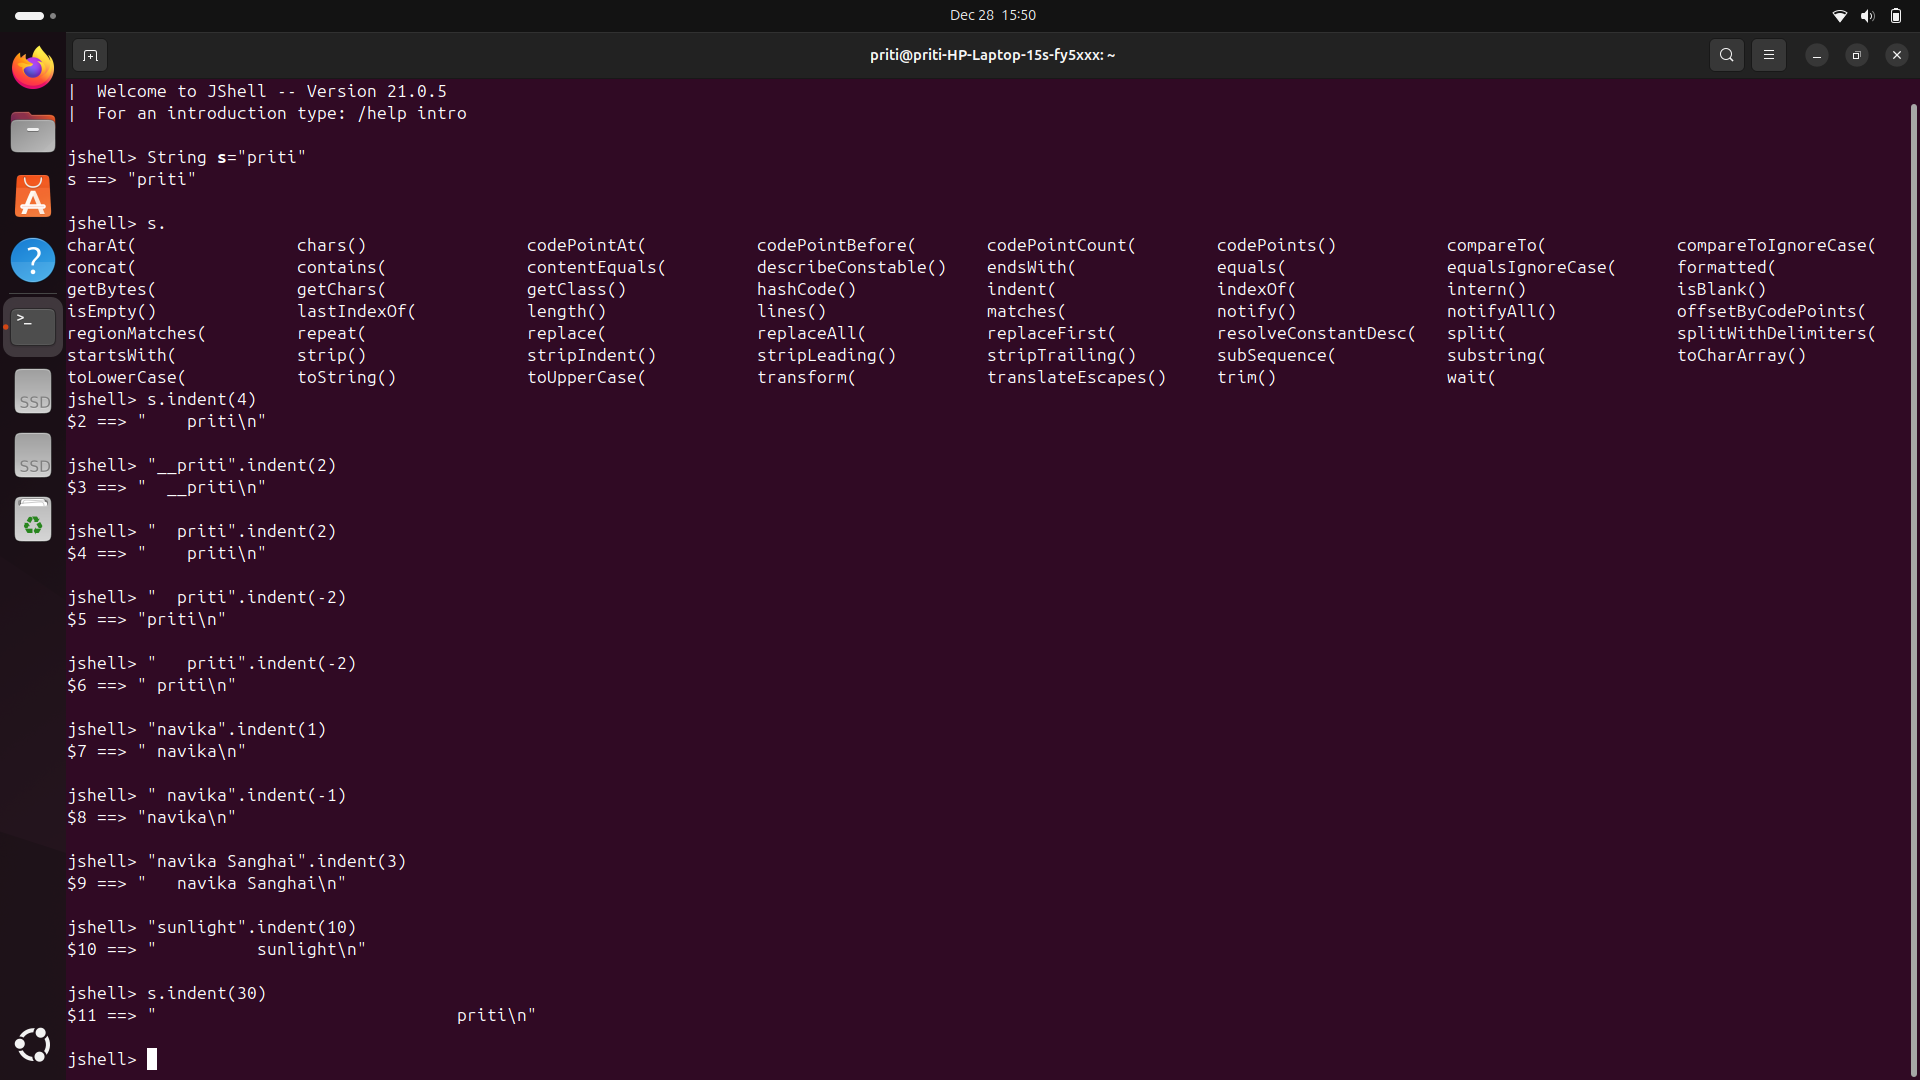 Dec 28 15:50
priti@priti-HP-Laptop-15s-fy5xxx: ~
| Welcome to JShell -- Version 21.0.5
| For an introduction type: /help intro
jshell> String s="priti"
s ==> "priti"
jshell> s.
charAt( chars() codePointAt( codePointBefore( codePointCount( codePoints() compareTo( compareToIgnoreCase(
concat( contains( contentEquals( describeConstable() endsWith( equals( equalsIgnoreCase( formatted(
getBytes( getChars( getClass() hashCode() indent( indexOf( intern() isBlank()
isEmpty() lastIndexOf( length() lines() matches( notify() notifyAll() offsetByCodePoints(
regionMatches( repeat( replace( replaceAll( replaceFirst( resolveConstantDesc( split( splitWithDelimiters(
startsWith( strip() stripIndent() stripLeading() stripTrailing() subSequence( substring( toCharArray()
toLowerCase( toString() toUpperCase( transform( translateEscapes() trim() wait(
jshell> s.indent(4)
$2 ==> "    priti\n"
jshell> "__priti".indent(2)
$3 ==> "  __priti\n"
jshell> "  priti".indent(2)
$4 ==> "    priti\n"
jshell> "  priti".indent(-2)
$5 ==> "priti\n"
jshell> "   priti".indent(-2)
$6 ==> " priti\n"
jshell> "navika".indent(1)
$7 ==> " navika\n"
jshell> " navika".indent(-1)
$8 ==> "navika\n"
jshell> "navika Sanghai".indent(3)
$9 ==> "   navika Sanghai\n"
jshell> "sunlight".indent(10)
$10 ==> "          sunlight\n"
jshell> s.indent(30)
$11 ==> "                              priti\n"
jshell>
A
?
>_
SSD
SSD